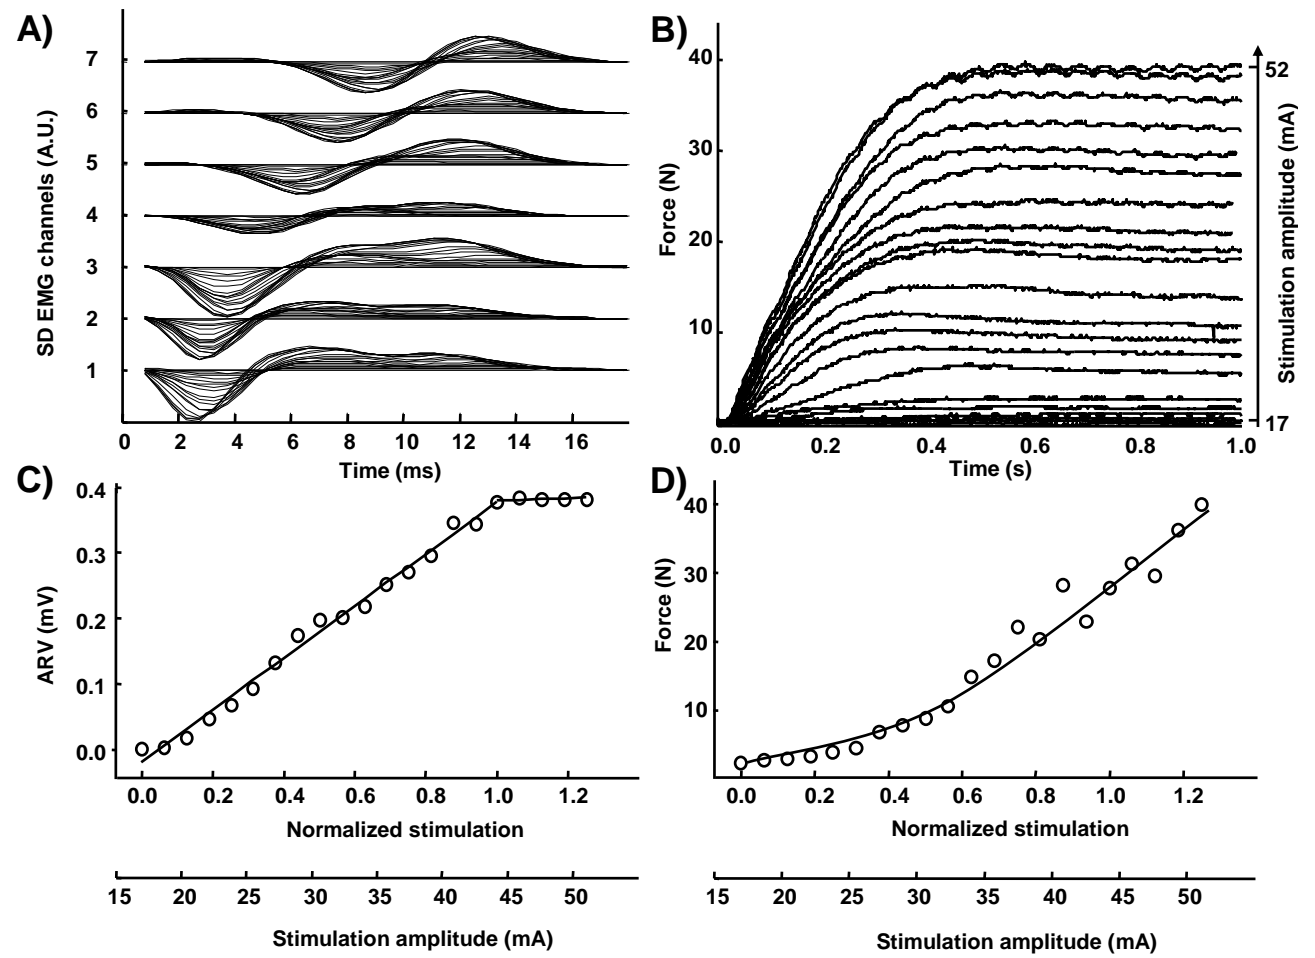 A)
SD EMG channels (A.U.)
7
6
5
4
3
2
1
0 2 4 6 8 10 12 14 16
Time (ms)
B)
Force (N)
40
30
20
10
0.0 0.2 0.4 0.6 0.8 1.0
Time (s)
52
17
Stimulation amplitude (mA)
C)
ARV (mV)
0.4
0.3
0.2
0.1
0.0
0.0 0.2 0.4 0.6 0.8 1.0 1.2
Normalized stimulation
15 20 25 30 35 40 45 50
Stimulation amplitude (mA)
D)
Force (N)
40
30
20
10
0.0 0.2 0.4 0.6 0.8 1.0 1.2
Normalized stimulation
15 20 25 30 35 40 45 50
Stimulation amplitude (mA)